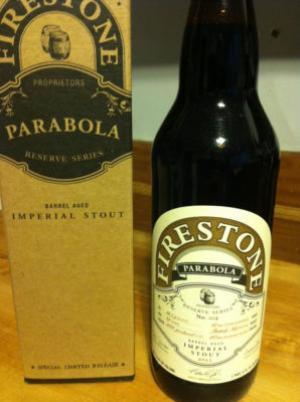 FIRESTONE
PROPRIETORS
PARABOLA
RESERVE SERIES
BARREL AGED
IMPERIAL STOUT
★ SPECIAL LIMITED RELEASE ★
FIRESTONE
PARABOLA
RESERVE SERIES
BARREL AGED
IMPERIAL
STOUT